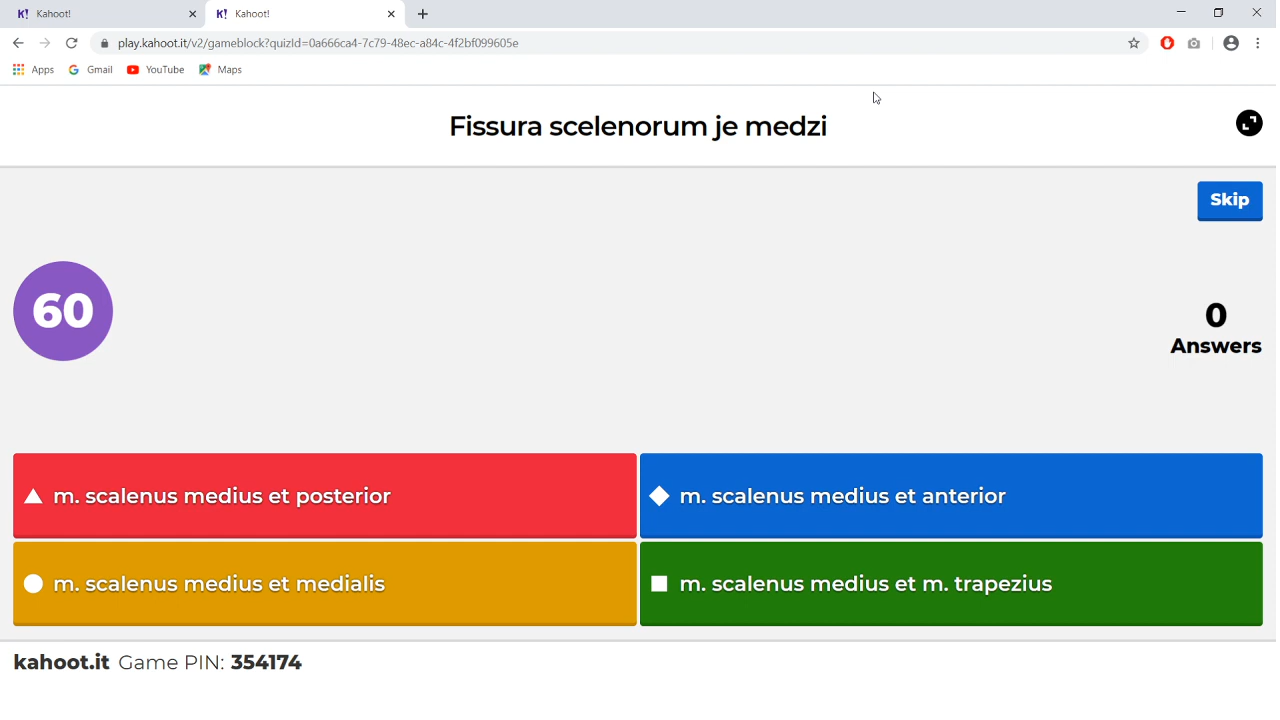 Kahoot!
Kahoot!
play.kahoot.it/v2/gameblock?quizId=0a666ca4-7c79-48ec-a84c-4f2bf099605e
Apps Gmail YouTube Maps
Fissura scelenorum je medzi
Skip
60
0
Answers
m. scalenus medius et posterior
m. scalenus medius et anterior
m. scalenus medius et medialis
m. scalenus medius et m. trapezius
kahoot.it Game PIN: 354174